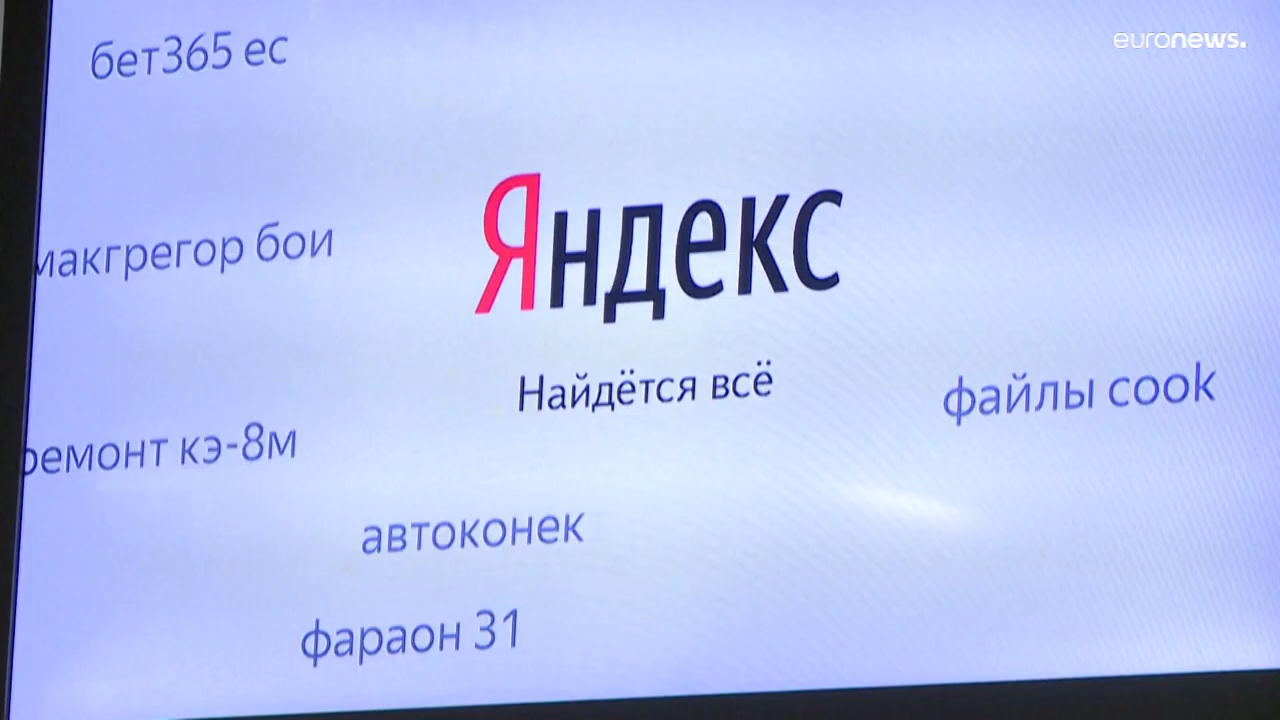 бет365 ес
euronews.
макгрегор бои
Яндекс
Найдётся всё
файлы cook
ремонт кэ-8м
автоконек
фараон 31